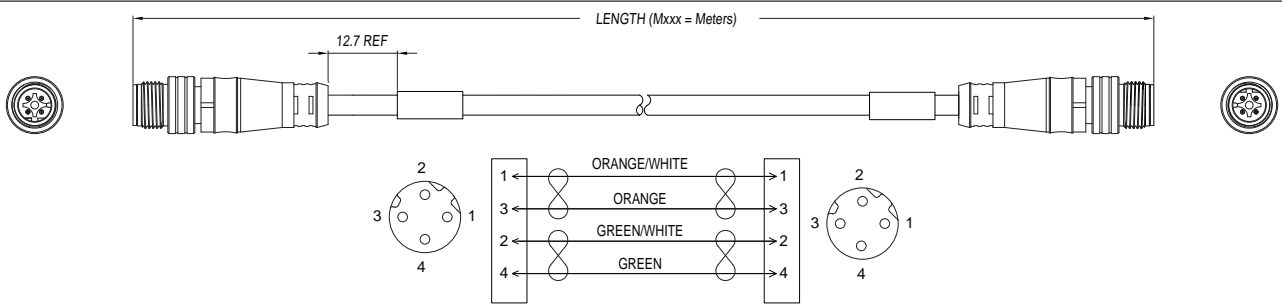 LENGTH (Mxxx = Meters)
12.7 REF
2
3 1
4
1 ORANGE/WHITE 1
3 ORANGE 3
2 GREEN/WHITE 2
4 GREEN 4
2
3 1
4